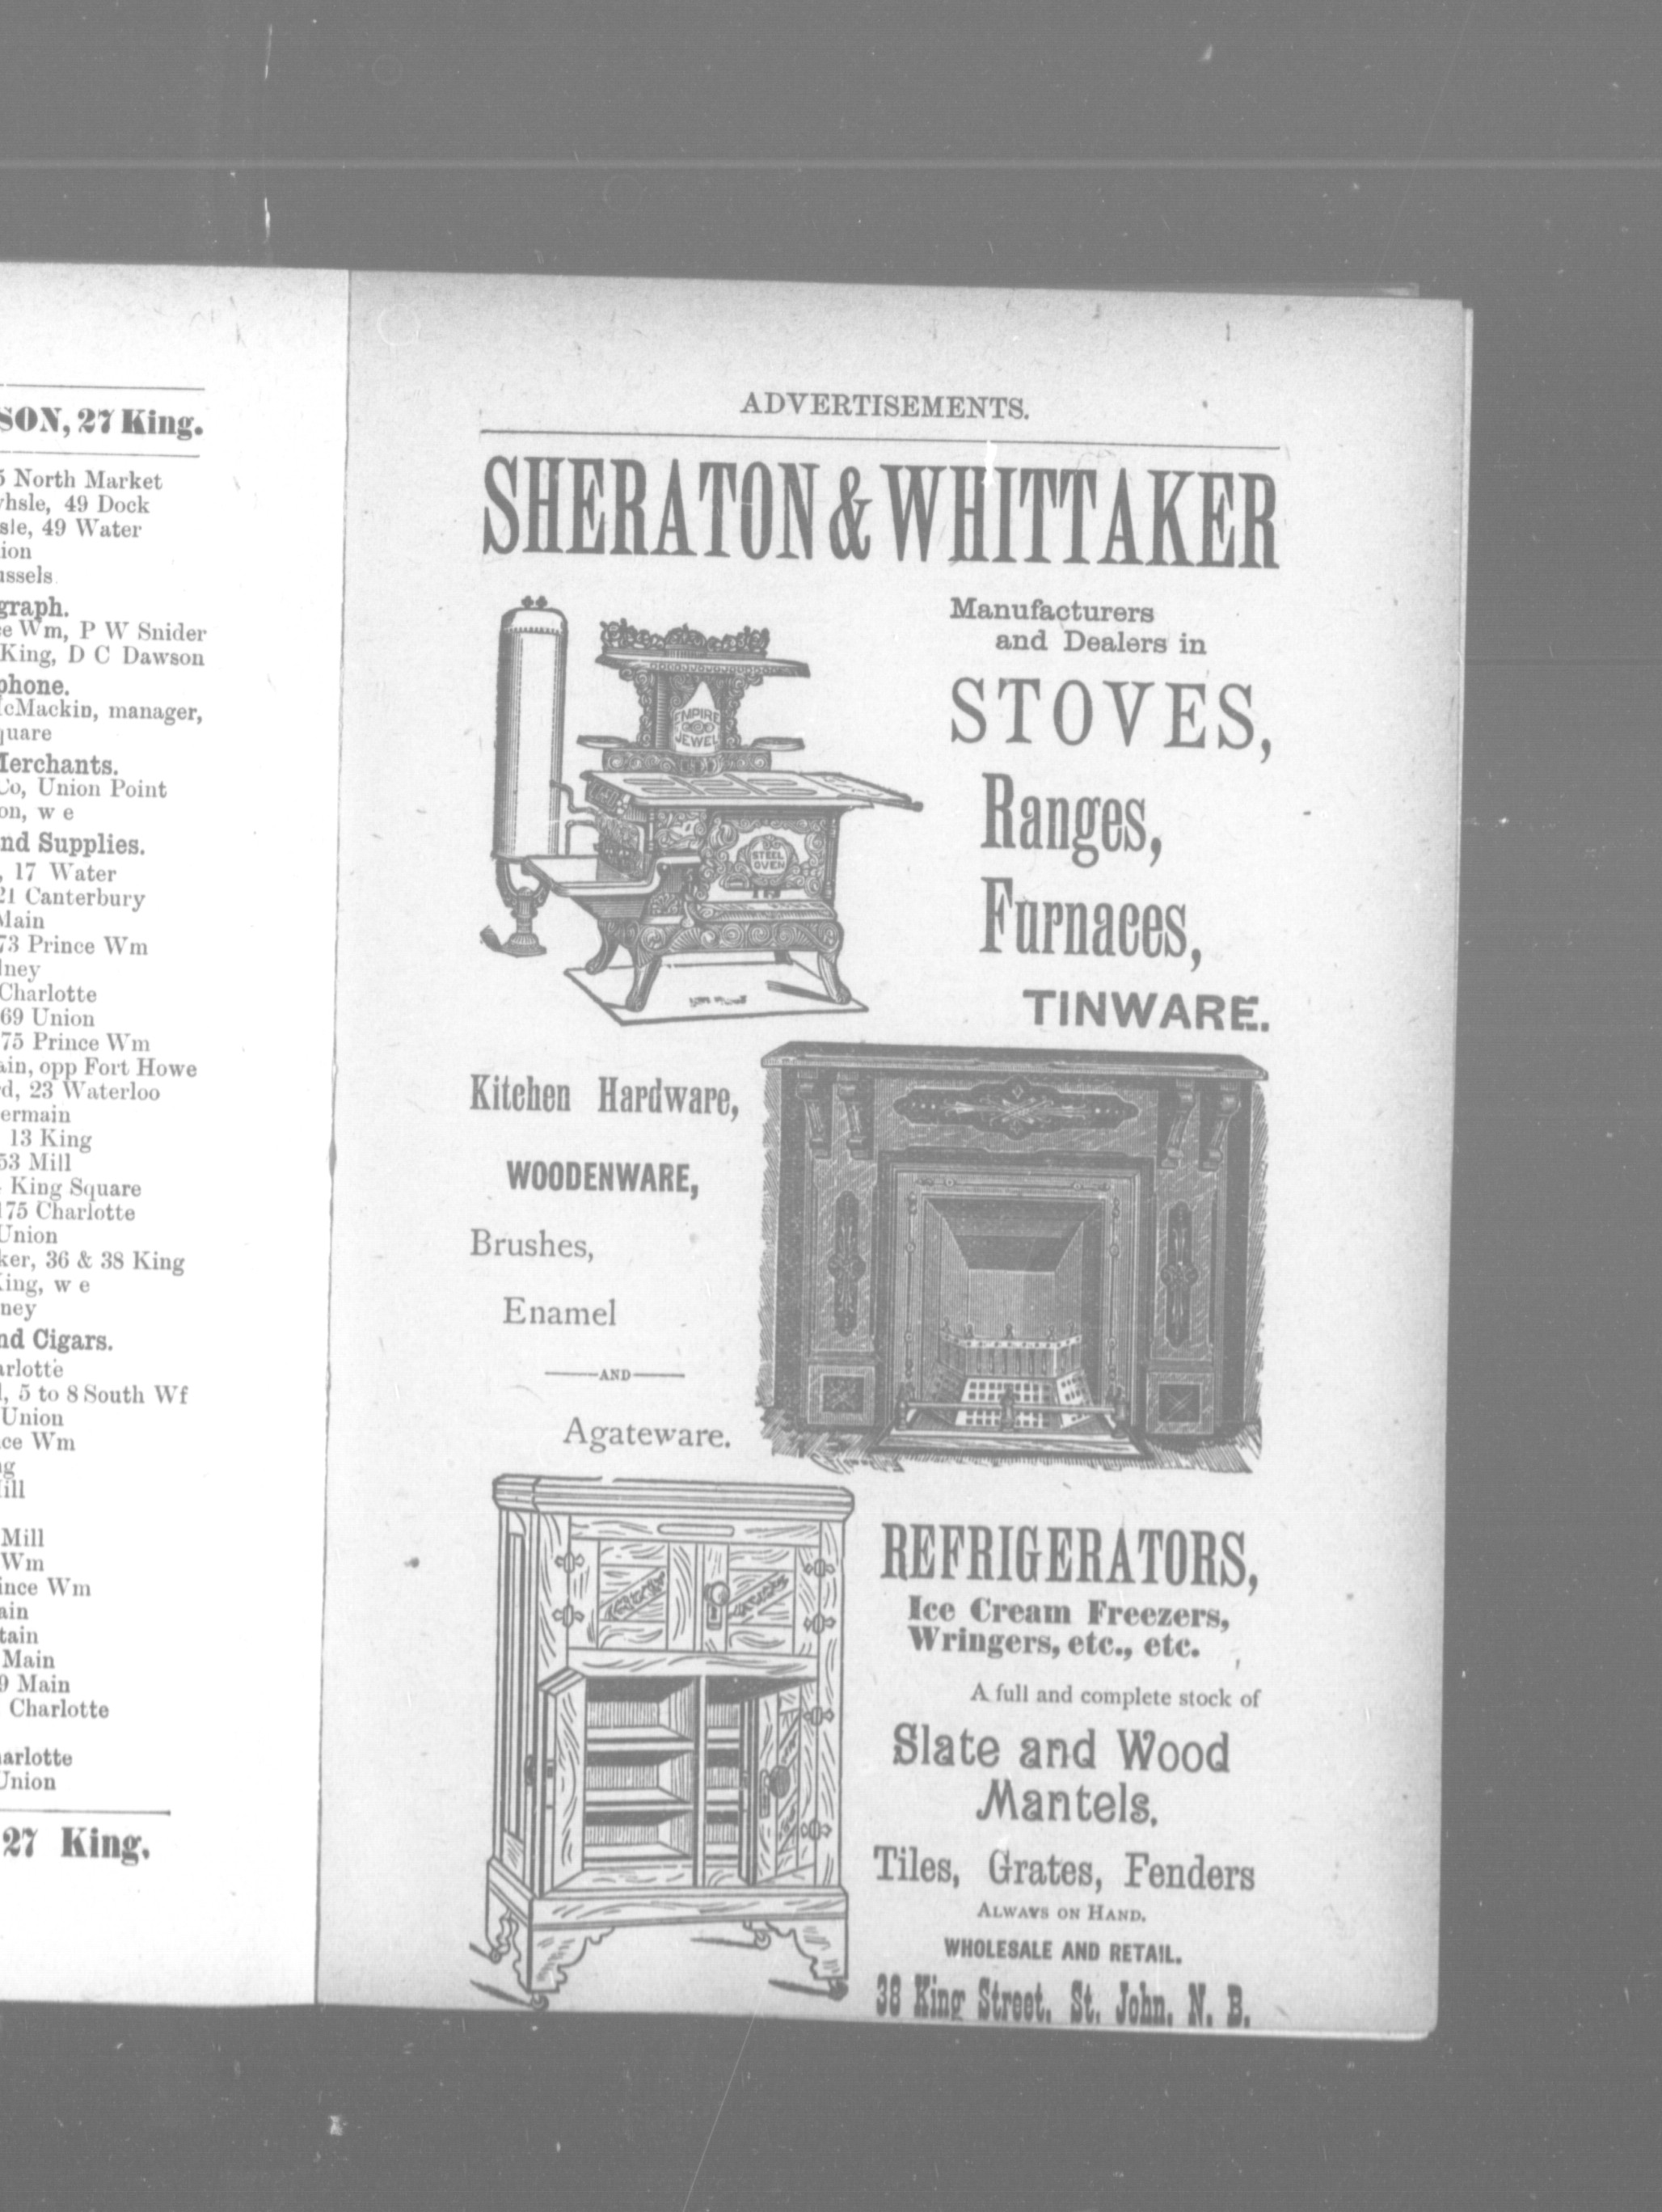 SON, 27 King.
5 North Market
whsle, 49 Dock
sle, 49 Water
ion
ussels
graph.
ce Wm, P W Snider
King, D C Dawson
phone.
McMackin, manager,
quare
Merchants.
Co, Union Point
on, w e
nd Supplies.
, 17 Water
21 Canterbury
Main
73 Prince Wm
dney
Charlotte
69 Union
75 Prince Wm
ain, opp Fort Howe
rd, 23 Waterloo
ermain
13 King
53 Mill
King Square
175 Charlotte
Union
ker, 36 & 38 King
King, w e
ney
nd Cigars.
arlotte
l, 5 to 8 South Wf
Union
ce Wm
ng
Mill
Mill
Wm
ince Wm
ain
tain
Main
9 Main
Charlotte
arlotte
Union
27 King.
ADVERTISEMENTS.
SHERATON & WHITTAKER
EMPIRE
JEWEL
STEEL
OVEN
Manufacturers
and Dealers in
STOVES,
Ranges,
Furnaces,
TINWARE.
Kitchen Hardware,
WOODENWARE,
Brushes,
Enamel
AND
Agateware.
REFRIGERATORS,
Ice Cream Freezers,
Wringers, etc., etc.
A full and complete stock of
Slate and Wood
Mantels.
Tiles, Grates, Fenders
ALWAYS ON HAND.
WHOLESALE AND RETAIL.
38 King Street, St. John, N. B.